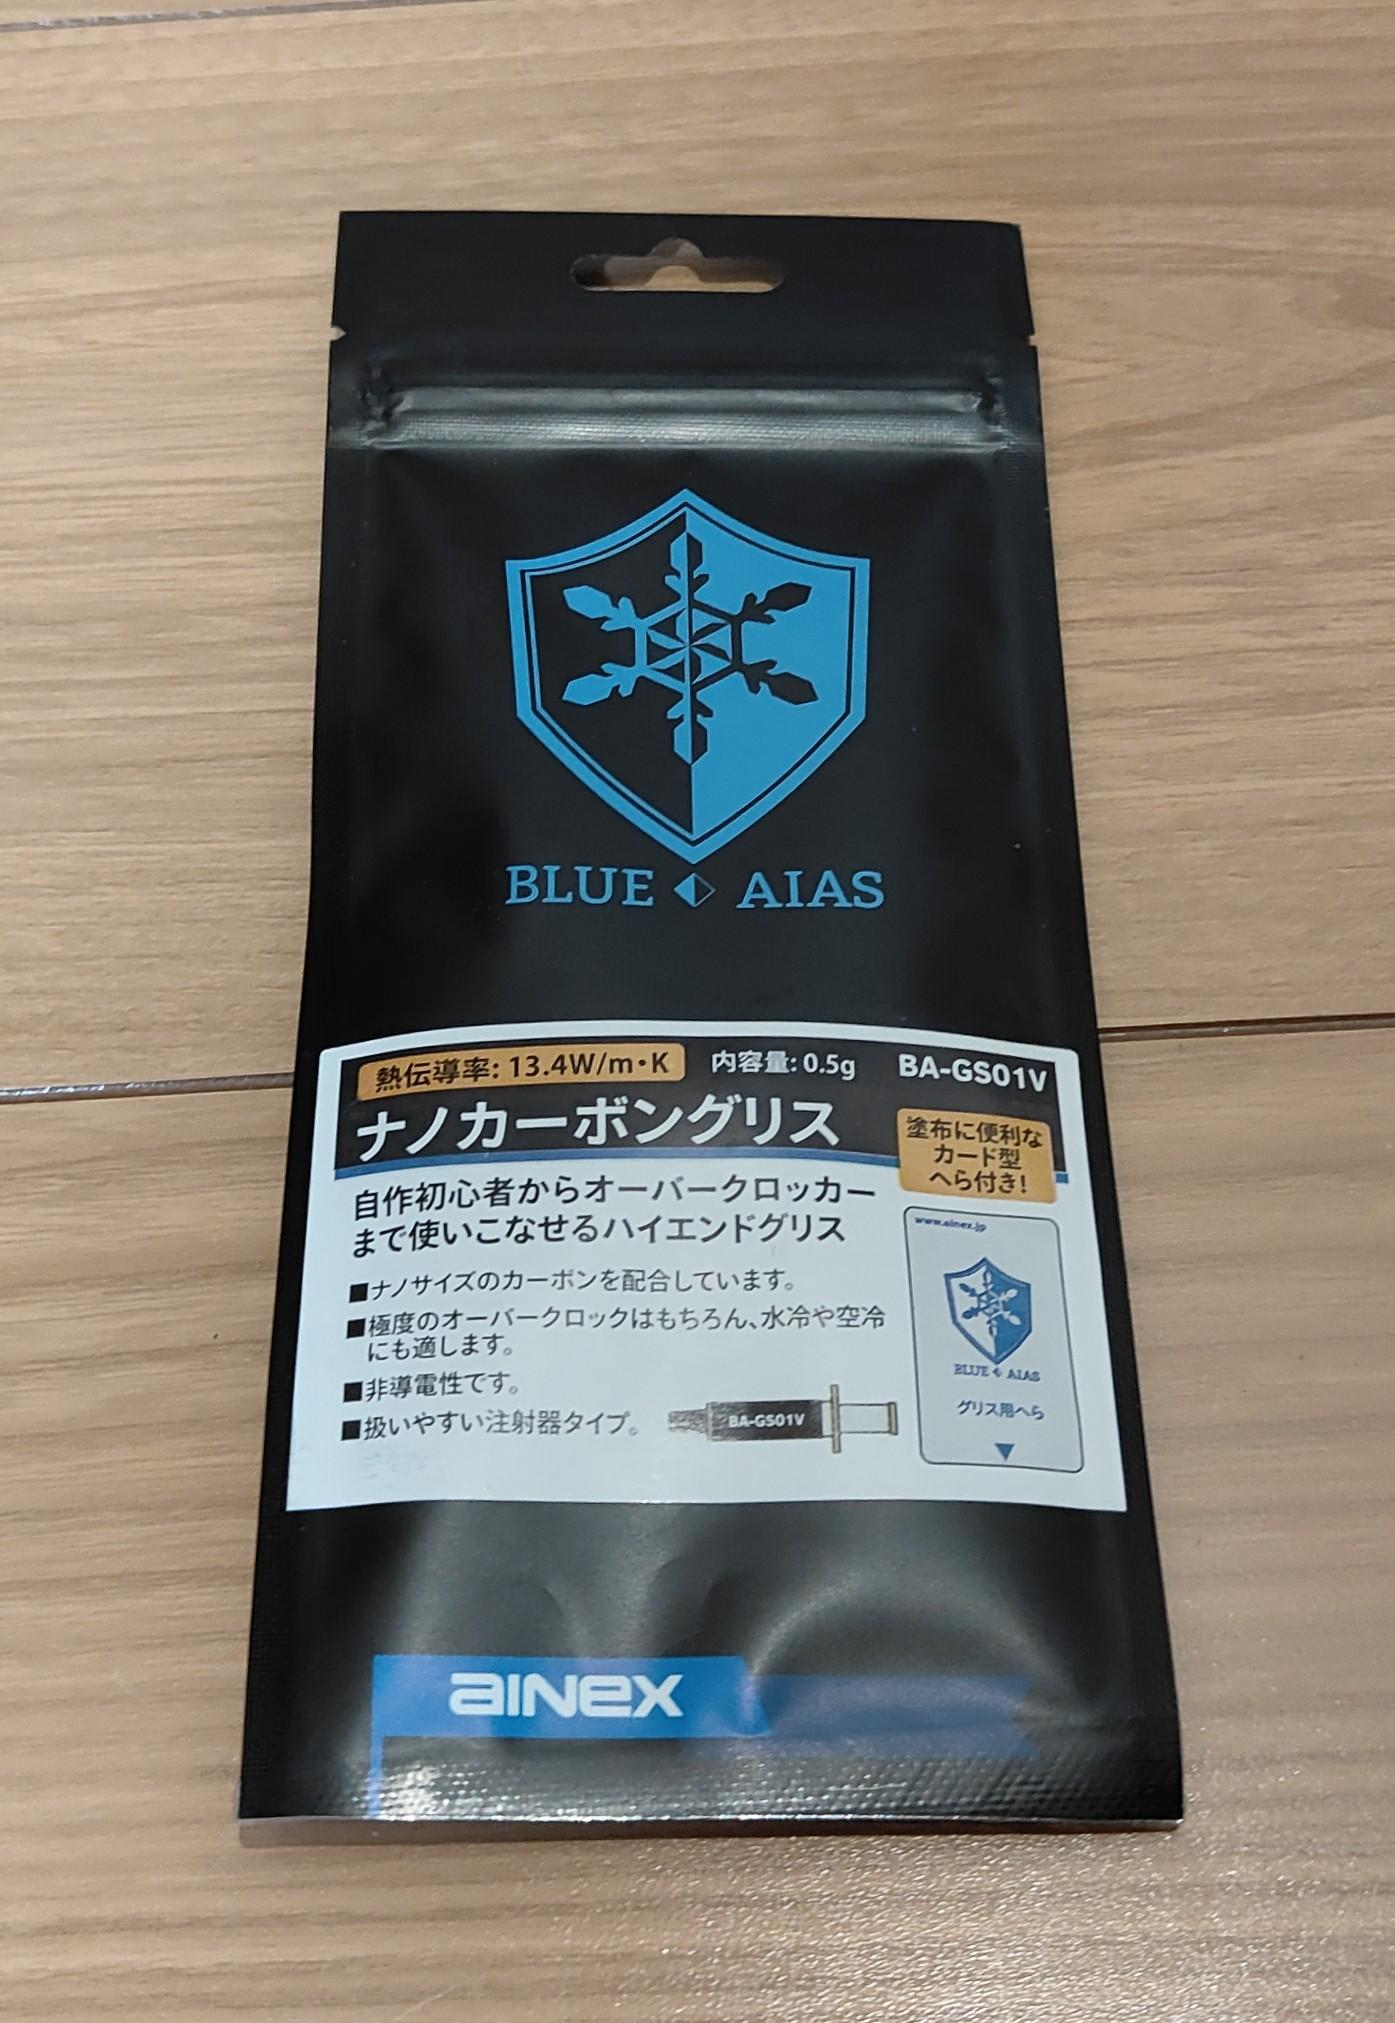 BLUE AIAS
熱伝導率: 13.4W/m・K 内容量: 0.5g BA-GS01V
ナノカーボングリス
塗布に便利な
カード型
へら付き!
自作初心者からオーバークロッカー
まで使いこなせるハイエンドグリス
■ナノサイズのカーボンを配合しています。
■極度のオーバークロックはもちろん、水冷や空冷
にも適します。
■非導電性です。
■扱いやすい注射器タイプ。
BA-GS01V
www.ainex.jp
BLUE AIAS
グリス用へら
▼
ainex